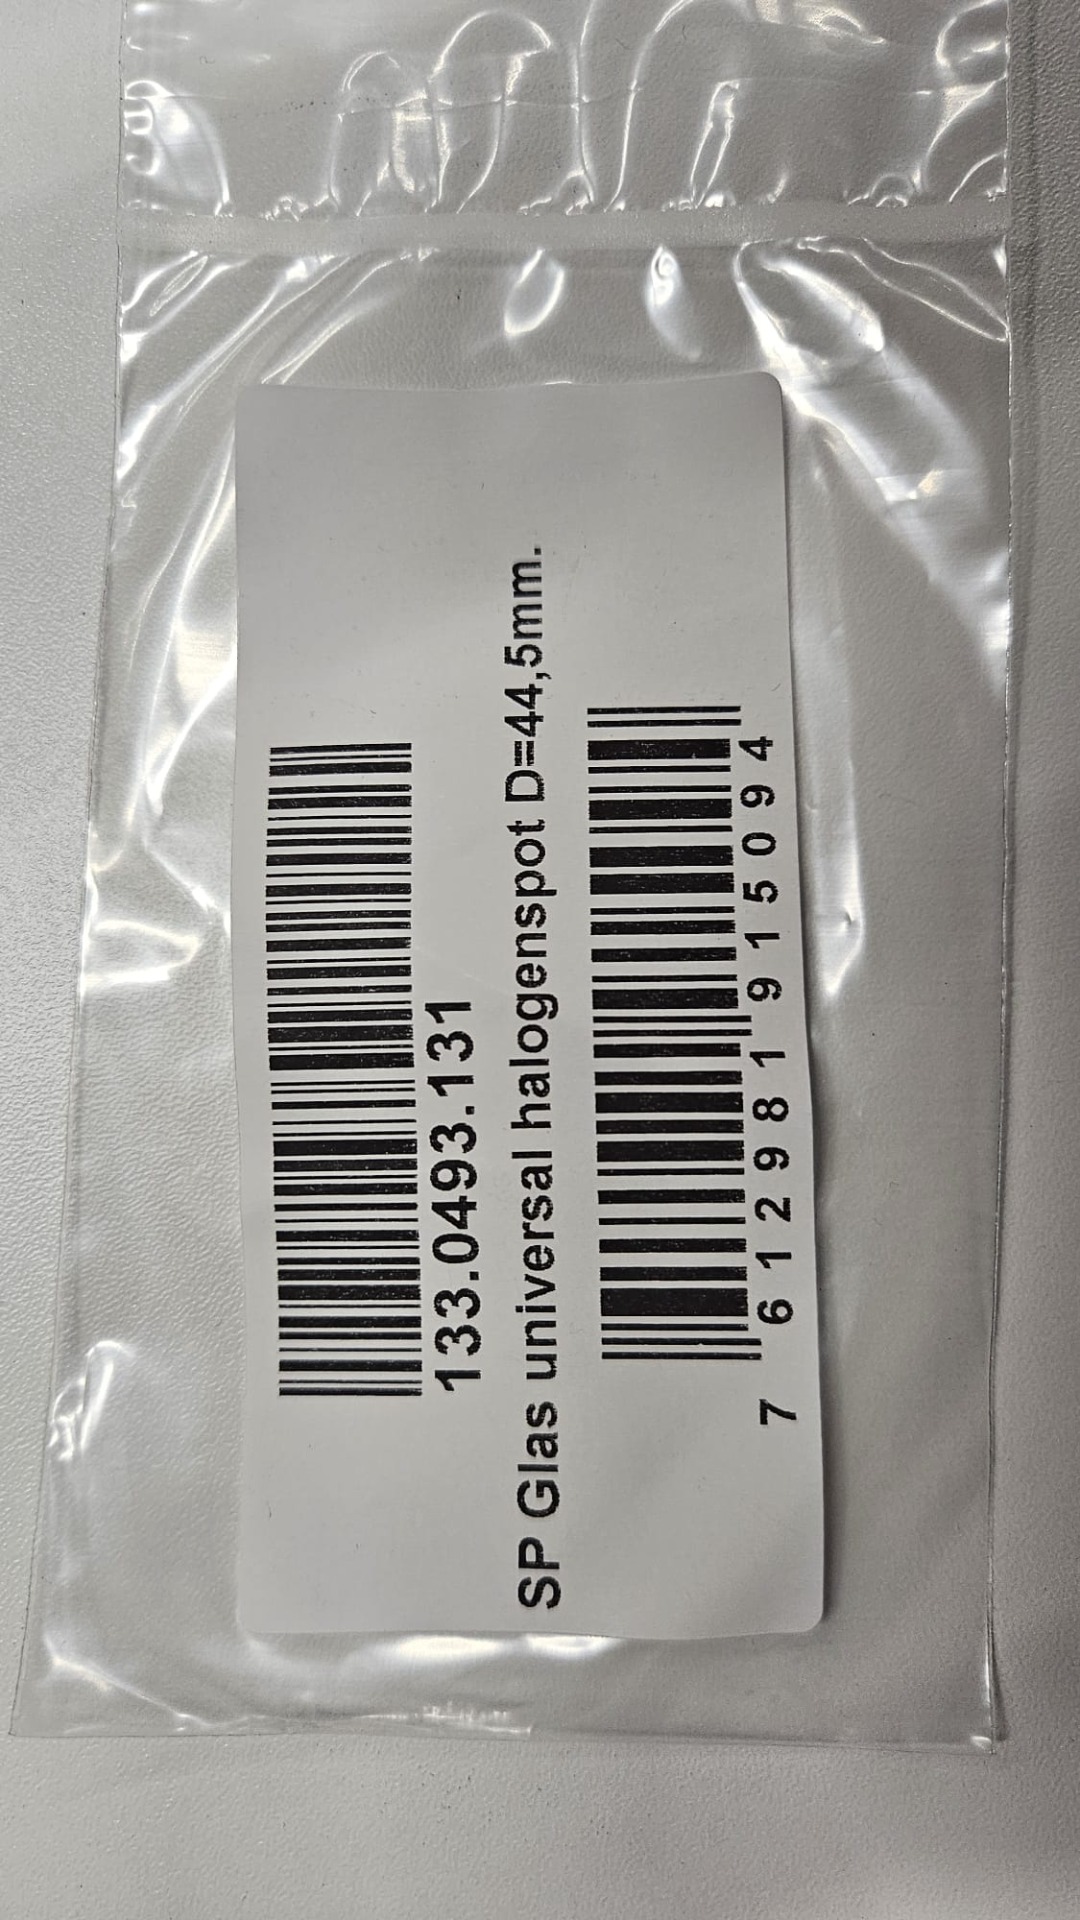 133.0493.131
SP Glas universal halogenspot D=44,5mm.
7 612981 915094